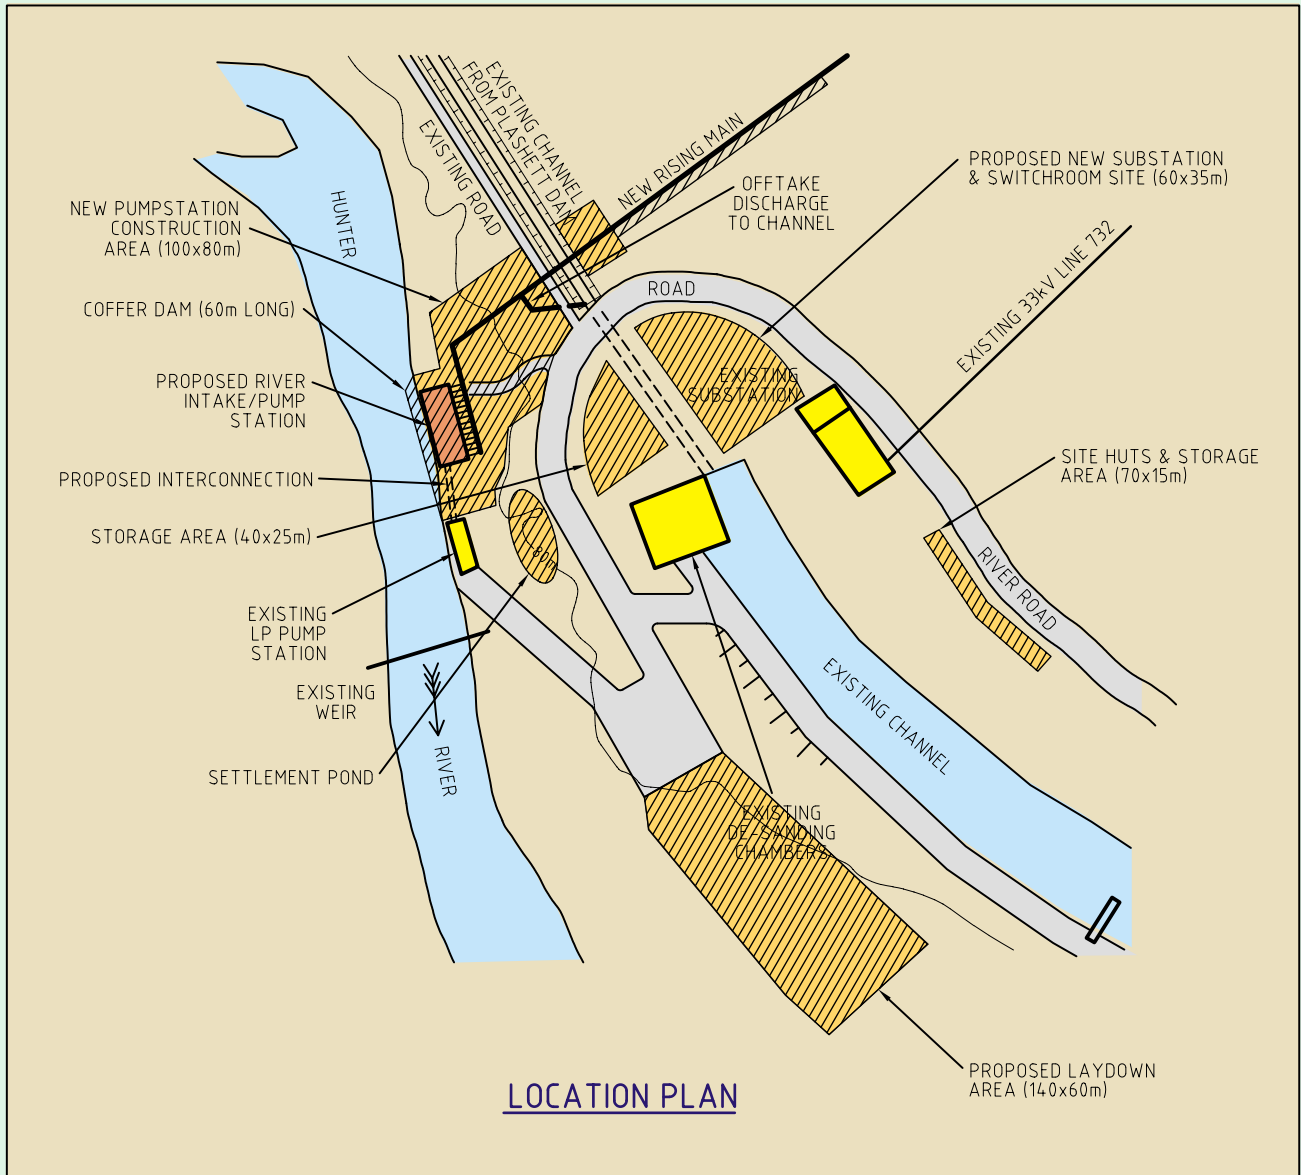 EXISTING CHANNEL
FROM PLASHETT DAM
EXISTING ROAD
NEW RISING MAIN
OFFTAKE
DISCHARGE
TO CHANNEL
PROPOSED NEW SUBSTATION
& SWITCHROOM SITE (60x35m)
HUNTER
NEW PUMPSTATION
CONSTRUCTION
AREA (100x80m)
COFFER DAM (60m LONG)
ROAD
EXISTING 33kV LINE 732
PROPOSED RIVER
INTAKE/PUMP
STATION
EXISTING
SUBSTATION
PROPOSED INTERCONNECTION
SITE HUTS & STORAGE
AREA (70x15m)
STORAGE AREA (40x25m)
80m
RIVER ROAD
EXISTING
LP PUMP
STATION
EXISTING
WEIR
EXISTING CHANNEL
SETTLEMENT POND
RIVER
EXISTING
DE-SANDING
CHAMBERS
PROPOSED LAYDOWN
AREA (140x60m)
LOCATION PLAN